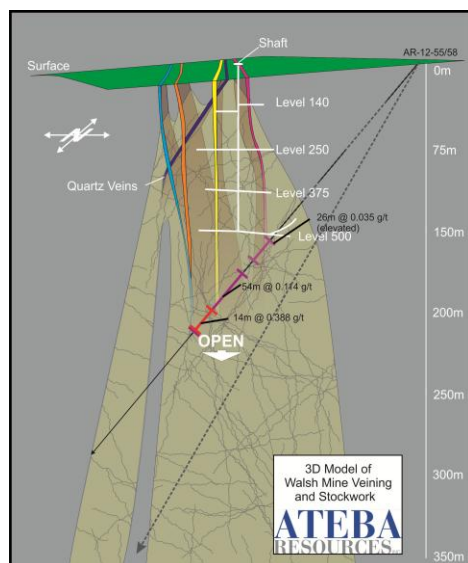 Shaft
AR-12-55/58
Surface
0m
Level 140
75m
Level 250
Quartz Veins
Level 375
26m @ 0.035 g/t
(elevated)
Level 500
150m
54m @ 0.114 g/t
14m @ 0.388 g/t
200m
OPEN
250m
300m
3D Model of
Walsh Mine Veining
and Stockwork
ATEBA
RESOURCES
350m